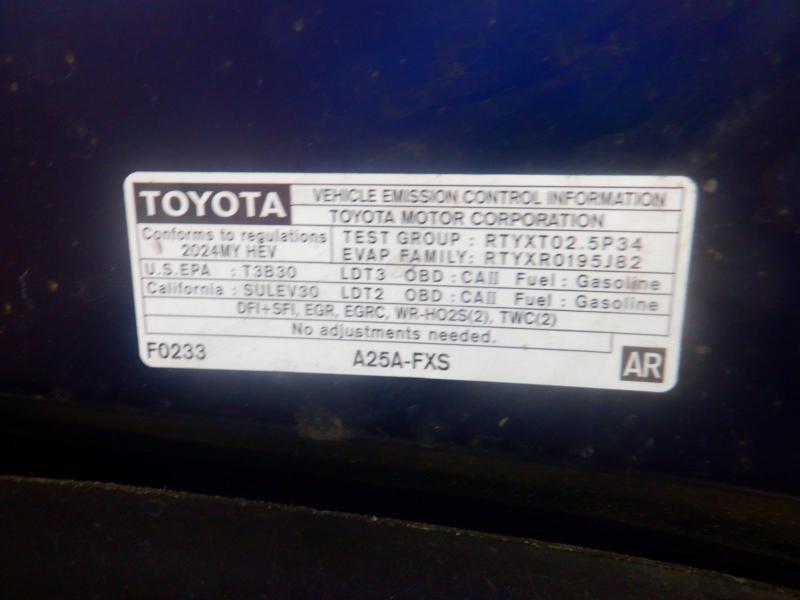 TOYOTA
VEHICLE EMISSION CONTROL INFORMATION
TOYOTA MOTOR CORPORATION
Conforms to regulations
2024MY HEV
TEST GROUP : RTYXT02.5P34
EVAP FAMILY: RTYXR0195J82
U.S.EPA : T3B30 LDT3 OBD : CAII Fuel : Gasoline
California : SULEV30 LDT2 OBD : CAII Fuel : Gasoline
DFI+SFI, EGR, EGRC, WR-HO2S(2), TWC(2)
No adjustments needed.
F0233 A25A-FXS AR